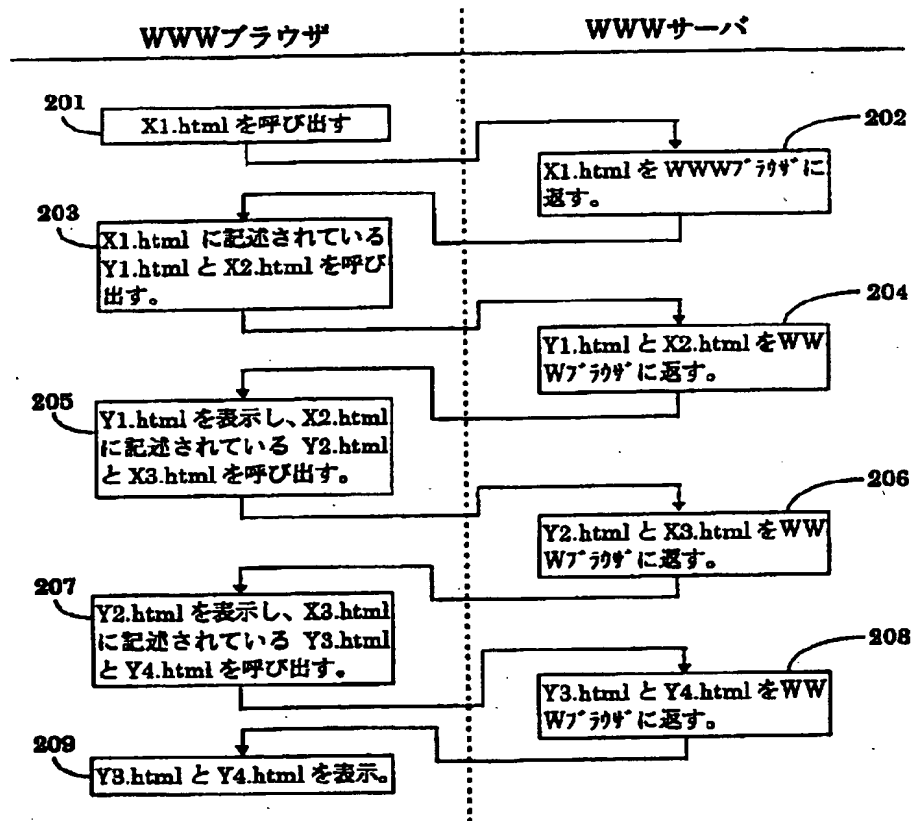 WWWブラウザ
WWWサーバ
201
X1.html を呼び出す
202
X1.html を WWWブラウザに
返す。
203
X1.html に記述されている
Y1.html と X2.html を呼び
出す。
204
Y1.html と X2.html を WW
Wブラウザに返す。
205
Y1.html を表示し、X2.html
に記述されている Y2.html
と X3.html を呼び出す。
206
Y2.html と X3.html を WW
Wブラウザに返す。
207
Y2.html を表示し、X3.html
に記述されている Y3.html
と Y4.html を呼び出す。
208
Y3.html と Y4.html を WW
Wブラウザに返す。
209
Y3.html と Y4.html を表示。